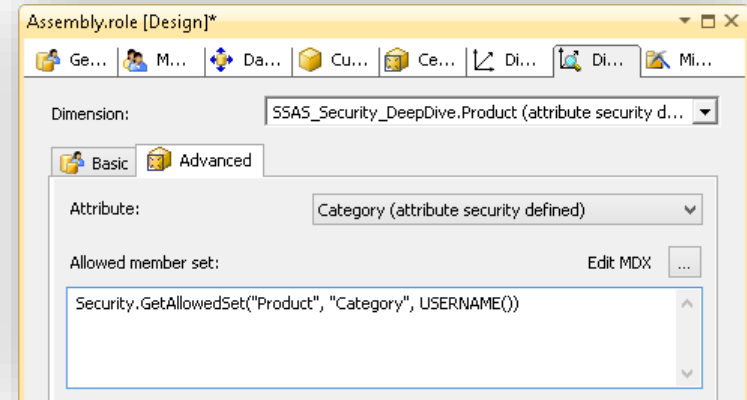 Assembly.role [Design]*
Ge... M... Da... Cu... Ce... Di... Di... Mi...
Dimension: SSAS_Security_DeepDive.Product (attribute security d...
Basic Advanced
Attribute: Category (attribute security defined)
Allowed member set: Edit MDX ...
Security.GetAllowedSet("Product", "Category", USERNAME())